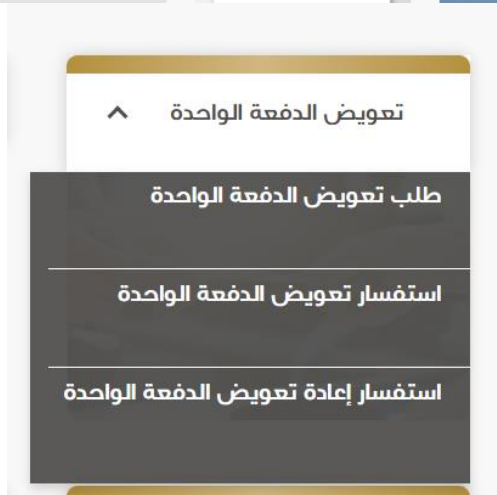 تعويض الدفعة الواحدة
طلب تعويض الدفعة الواحدة
استفسار تعويض الدفعة الواحدة
استفسار إعادة تعويض الدفعة الواحدة